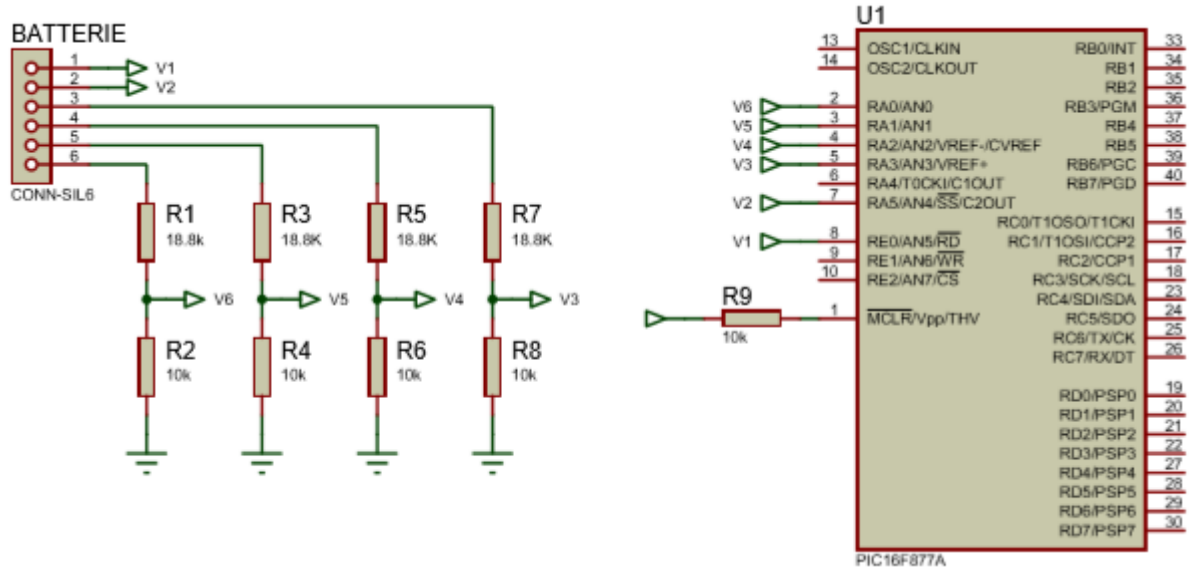 BATTERIE
1
2
3
4
5
6
V1
V2
CONN-SIL6
R1
18.8k
R3
18.8K
R5
18.8K
R7
18.8K
V6
V5
V4
V3
R2
10k
R4
10k
R6
10k
R8
10k
U1
13 OSC1/CLKIN
14 OSC2/CLKOUT
V6 2 RA0/AN0
V5 3 RA1/AN1
V4 4 RA2/AN2/VREF-/CVREF
V3 5 RA3/AN3/VREF+
6 RA4/T0CKI/C1OUT
V2 7 RA5/AN4/SS/C2OUT
V1 8 RE0/AN5/RD
9 RE1/AN6/WR
10 RE2/AN7/CS
R9
10k
1 MCLR/Vpp/THV
RB0/INT 33
RB1 34
RB2 35
RB3/PGM 36
RB4 37
RB5 38
RB6/PGC 39
RB7/PGD 40
RC0/T1OSO/T1CKI 15
RC1/T1OSI/CCP2 16
RC2/CCP1 17
RC3/SCK/SCL 18
RC4/SDI/SDA 23
RC5/SDO 24
RC6/TX/CK 25
RC7/RX/DT 26
RD0/PSP0 19
RD1/PSP1 20
RD2/PSP2 21
RD3/PSP3 22
RD4/PSP4 27
RD5/PSP5 28
RD6/PSP6 29
RD7/PSP7 30
PIC16F877A